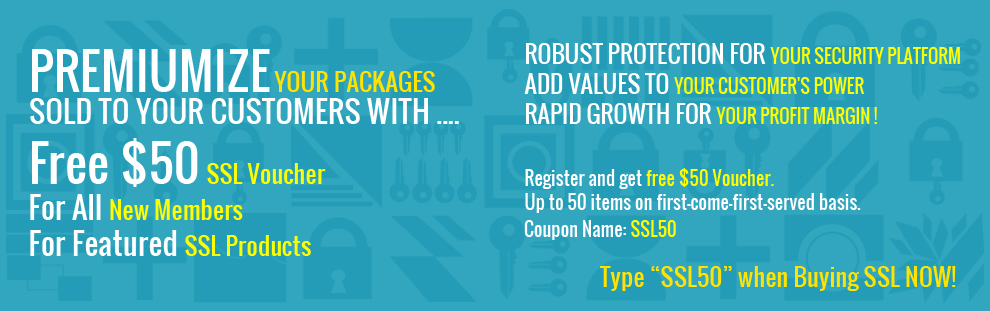 PREMIUMIZE YOUR PACKAGES
SOLD TO YOUR CUSTOMERS WITH ....
Free $50 SSL Voucher
For All New Members
For Featured SSL Products
ROBUST PROTECTION FOR YOUR SECURITY PLATFORM
ADD VALUES TO YOUR CUSTOMER'S POWER
RAPID GROWTH FOR YOUR PROFIT MARGIN !
Register and get free $50 Voucher.
Up to 50 items on first-come-first-served basis.
Coupon Name: SSL50
Type “SSL50” when Buying SSL NOW!